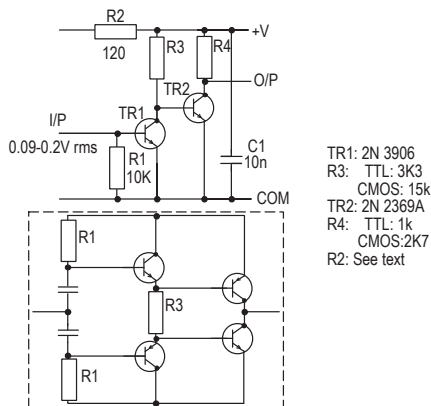 R2
120
+V
R3
R4
O/P
TR2
I/P
TR1
0.09-0.2V rms
R1
10K
C1
10n
COM
R1
R3
R1
TR1: 2N 3906
R3: TTL: 3K3
CMOS: 15k
TR2: 2N 2369A
R4: TTL: 1k
CMOS:2K7
R2: See text